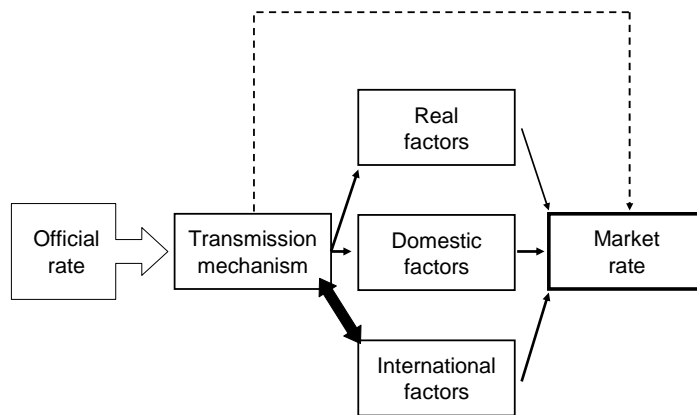 Real
factors
Official
rate
Transmission
mechanism
Domestic
factors
Market
rate
International
factors